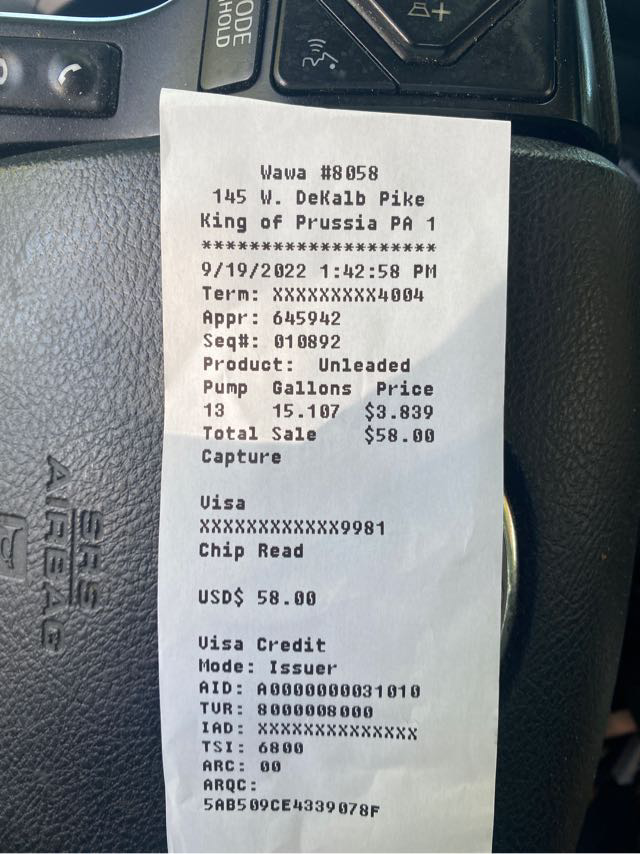 MODE
HOLD
Wawa #8058
145 W. DeKalb Pike
King of Prussia PA 1
********************
9/19/2022 1:42:58 PM
Term: XXXXXXXXX4004
Appr: 645942
Seq#: 010892
Product: Unleaded
Pump Gallons Price
13 15.107 $3.839
Total Sale $58.00
Capture
Visa
XXXXXXXXXXXX9981
Chip Read
USD$ 58.00
Visa Credit
Mode: Issuer
AID: A0000000031010
TVR: 8000008000
IAD: XXXXXXXXXXXXXX
TSI: 6800
ARC: 00
ARQC:
5AB509CE4339078F
SRS
AIRBAG